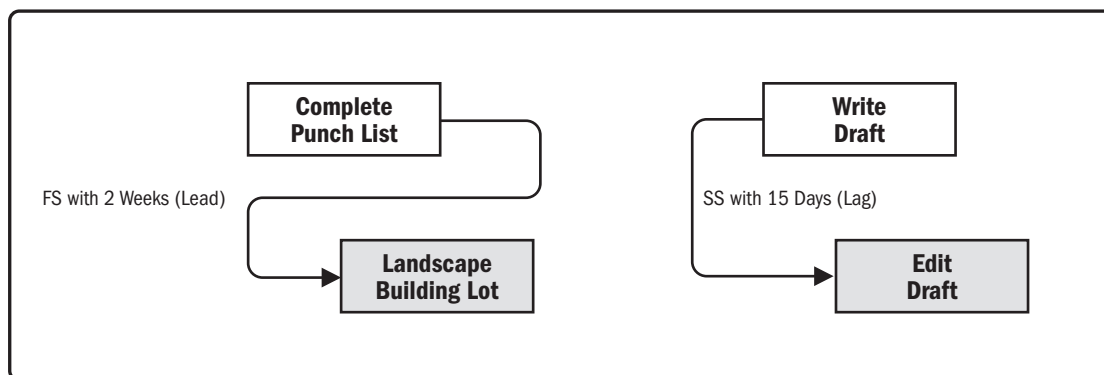 Complete
Punch List
FS with 2 Weeks (Lead)
Landscape
Building Lot
Write
Draft
SS with 15 Days (Lag)
Edit
Draft